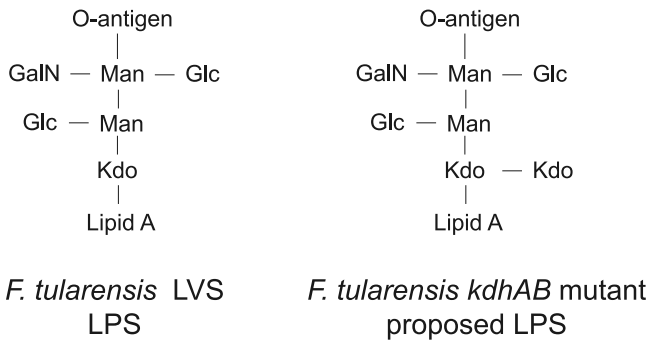 O-antigen
GalN — Man — Glc
Glc — Man
Kdo
Lipid A
F. tularensis LVS
LPS
O-antigen
GalN — Man — Glc
Glc — Man
Kdo — Kdo
Lipid A
F. tularensis kdhAB mutant
proposed LPS